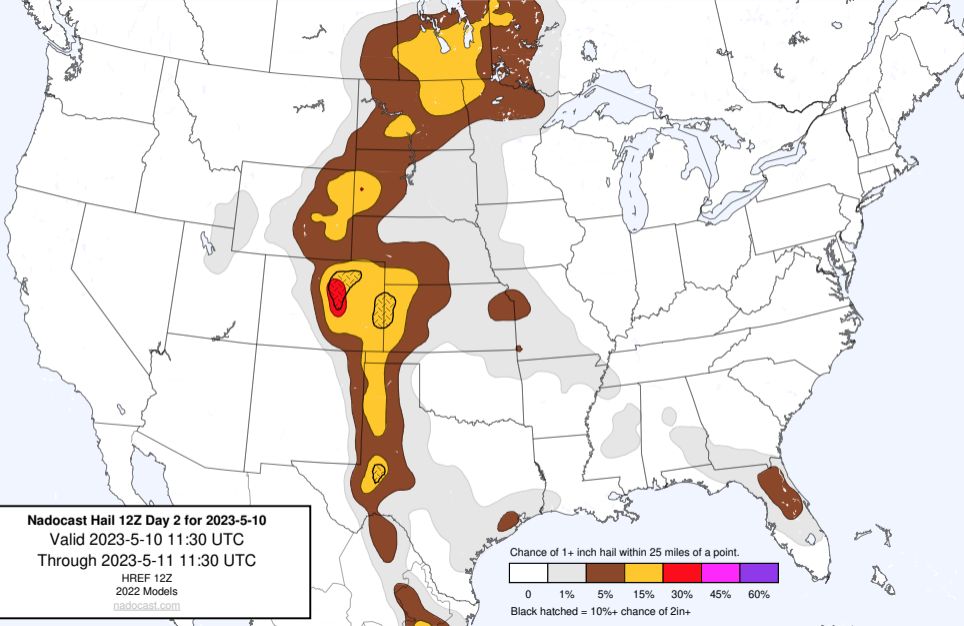 Nadocast Hail 12Z Day 2 for 2023-5-10
Valid 2023-5-10 11:30 UTC
Through 2023-5-11 11:30 UTC
HREF 12Z
2022 Models
nadocast.com
Chance of 1+ inch hail within 25 miles of a point.
0 1% 5% 15% 30% 45% 60%
Black hatched = 10%+ chance of 2in+